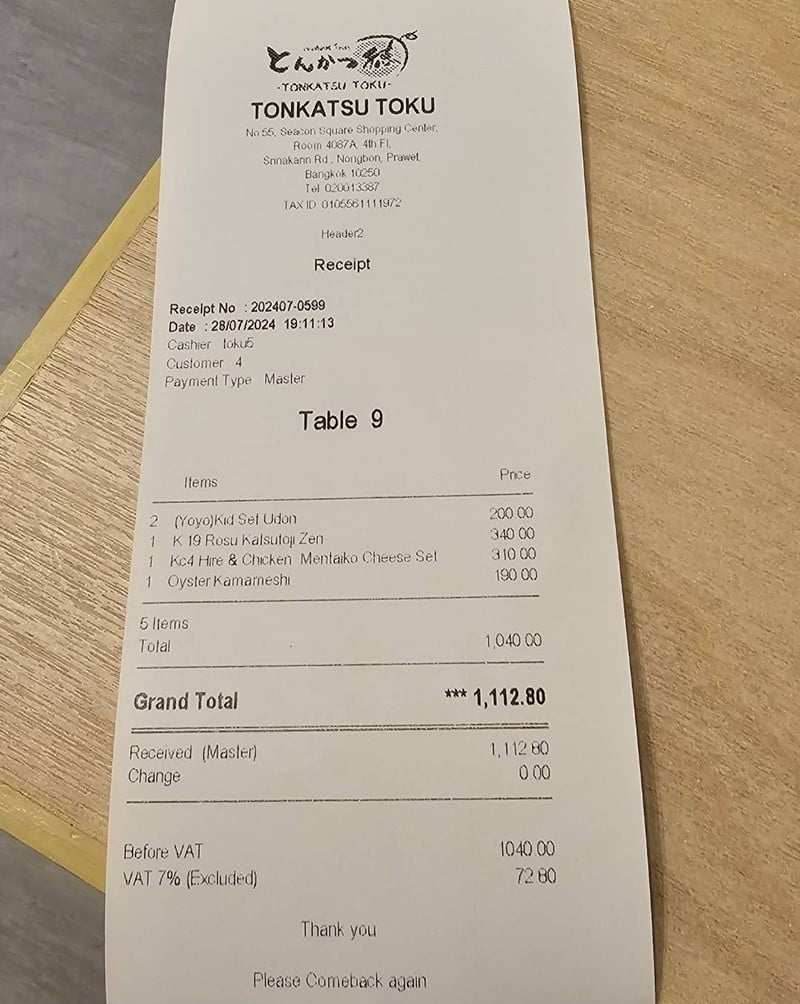 とんかつ
-TONKATSU TOKU-
TONKATSU TOKU
No.55, Seacon Square Shopping Center,
Room 4087A, 4th Fl,
Srinakarin Rd., Nongbon, Prawet,
Bangkok 10250
Tel 020013387
TAX ID 0105561111972
Header2
Receipt
Receipt No : 202407-0599
Date : 28/07/2024 19:11:13
Cashier toku5
Customer 4
Payment Type Master
Table 9
Items Price
2 (Yoyo)Kid Set Udon 200.00
1 K 19 Rosu Katsutoji Zen 340.00
1 Kc4 Hire & Chicken Mentaiko Cheese Set 310.00
1 Oyster Kamameshi 190.00
5 Items
Total 1,040.00
Grand Total *** 1,112.80
Received (Master) 1,112.80
Change 0.00
Before VAT 1040.00
VAT 7% (Excluded) 72.80
Thank you
Please Comeback again